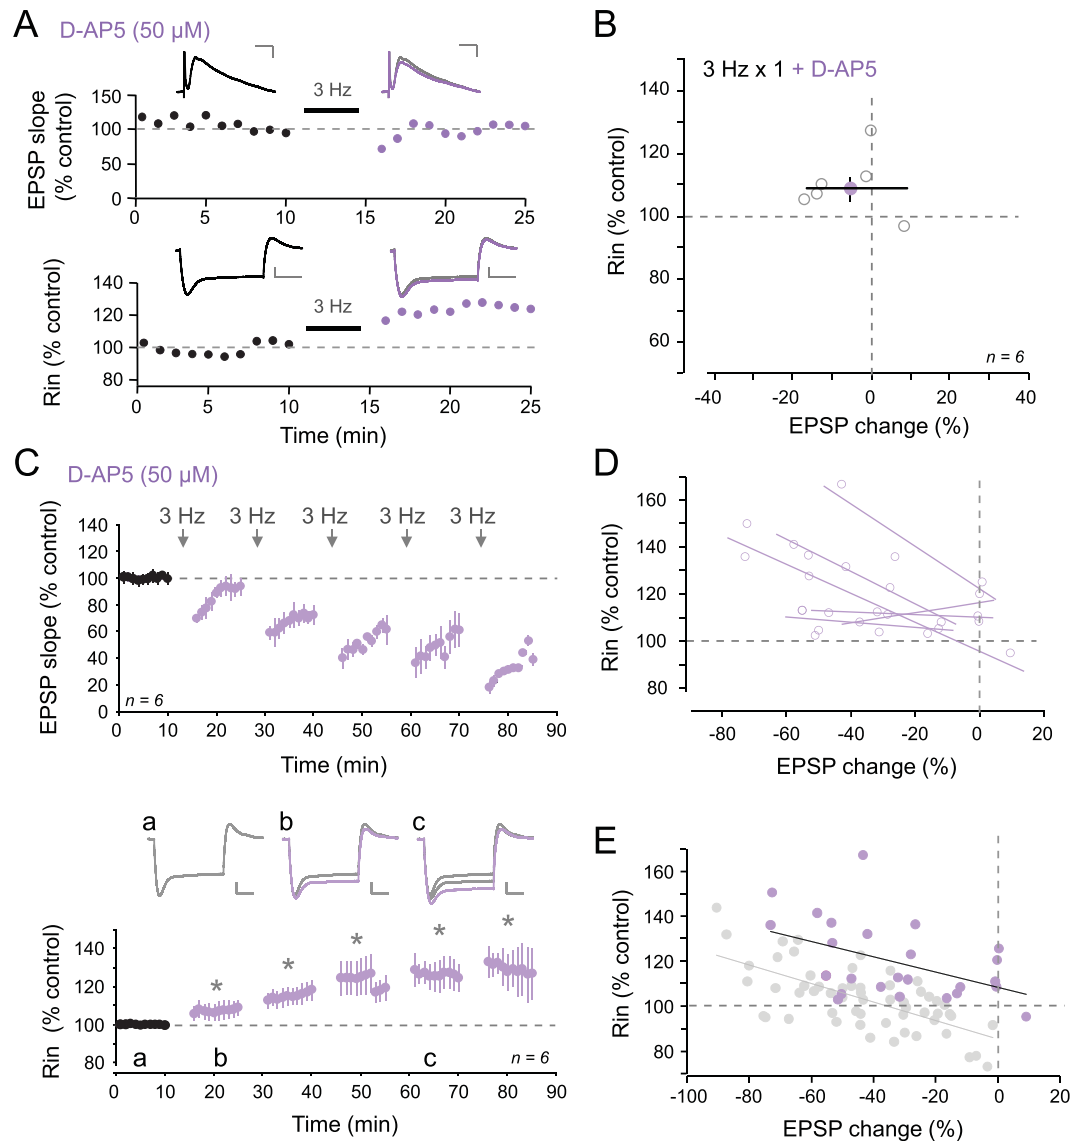 A D-AP5 (50 µM)
3 Hz
EPSP slope
(% control)
150
100
50
0
0 5 10 15 20 25
3 Hz
Rin (% control)
140
120
100
80
5 10 15 20 25
Time (min)
B
3 Hz x 1 + D-AP5
Rin (% control)
140
120
100
80
60
n = 6
-40 -20 0 20 40
EPSP change (%)
C D-AP5 (50 µM)
3 Hz 3 Hz 3 Hz 3 Hz 3 Hz
EPSP slope (% control)
140
120
100
80
60
40
20
0
n = 6
0 10 20 30 40 50 60 70 80 90
Time (min)
a b c
Rin (% control)
140
120
100
80
* * * * *
a b c
n = 6
0 10 20 30 40 50 60 70 80 90
Time (min)
D
Rin (% control)
160
140
120
100
80
-80 -60 -40 -20 0 20
EPSP change (%)
E
Rin (% control)
160
140
120
100
80
-100 -80 -60 -40 -20 0 20
EPSP change (%)